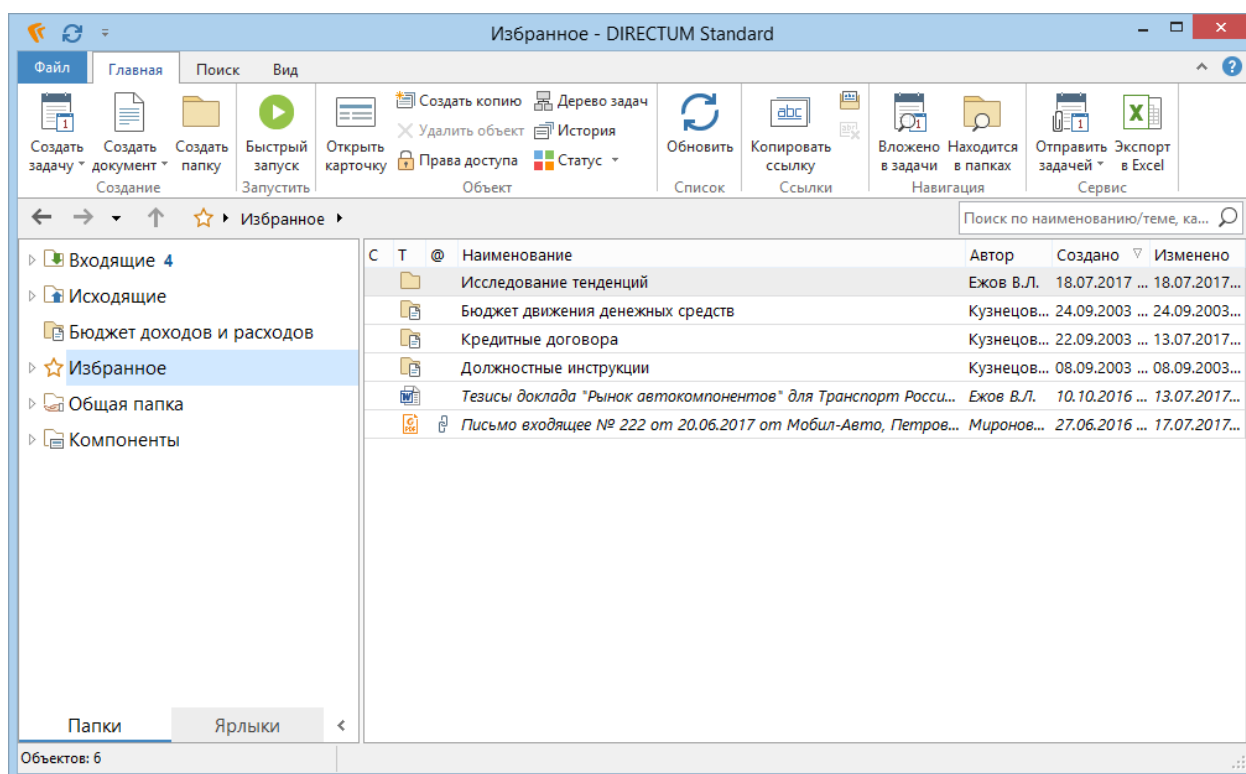 Избранное - DIRECTUM Standard
Файл Главная Поиск Вид
Создать задачу
Создать документ
Создать папку
Быстрый запуск
Открыть карточку
Создать копию Дерево задач
Удалить объект История
Права доступа Статус
Обновить
Копировать ссылку
Вложено в задачи
Находится в папках
Отправить задачей
Экспорт в Excel
Создание Запустить Объект Список Ссылки Навигация Сервис
Избранное
Поиск по наименованию/теме, ка...
Входящие 4
Исходящие
Бюджет доходов и расходов
Избранное
Общая папка
Компоненты
С Т @ Наименование Автор Создано Изменено
Исследование тенденций Ежов В.Л. 18.07.2017 ... 18.07.2017...
Бюджет движения денежных средств Кузнецов... 24.09.2003 ... 24.09.2003...
Кредитные договора Кузнецов... 22.09.2003 ... 13.07.2017...
Должностные инструкции Кузнецов... 08.09.2003 ... 08.09.2003...
Тезисы доклада "Рынок автокомпонентов" для Транспорт Росси... Ежов В.Л. 10.10.2016 ... 13.07.2017...
Письмо входящее № 222 от 20.06.2017 от Мобил-Авто, Петров... Миронов... 27.06.2016 ... 17.07.2017...
Папки Ярлыки
Объектов: 6